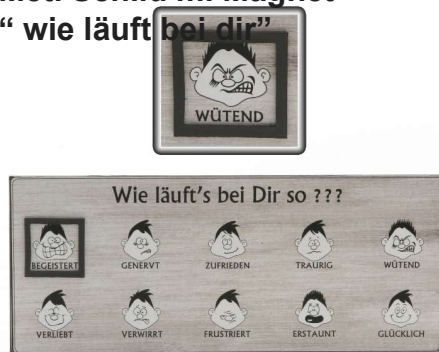 “ wie läuft bei dir”
WÜTEND
Wie läuft's bei Dir so ???
BEGEISTERT GENERVT ZUFRIEDEN TRAURIG WÜTEND
VERLIEBT VERWIRRT FRUSTRIERT ERSTAUNT GLÜCKLICH